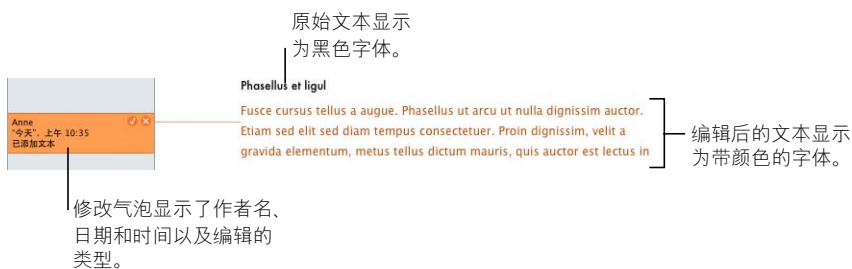 原始文本显示
为黑色字体。
Phasellus et ligul
Fusce cursus tellus a augue. Phasellus ut arcu ut nulla dignissim auctor.
Etiam sed elit sed diam tempus consectetuer. Proin dignissim, velit a
gravida elementum, metus tellus dictum mauris, quis auctor est lectus in
Anne
“今天”，上午 10:35
已添加文本
编辑后的文本显示
为带颜色的字体。
修改气泡显示了作者名、
日期和时间以及编辑的
类型。